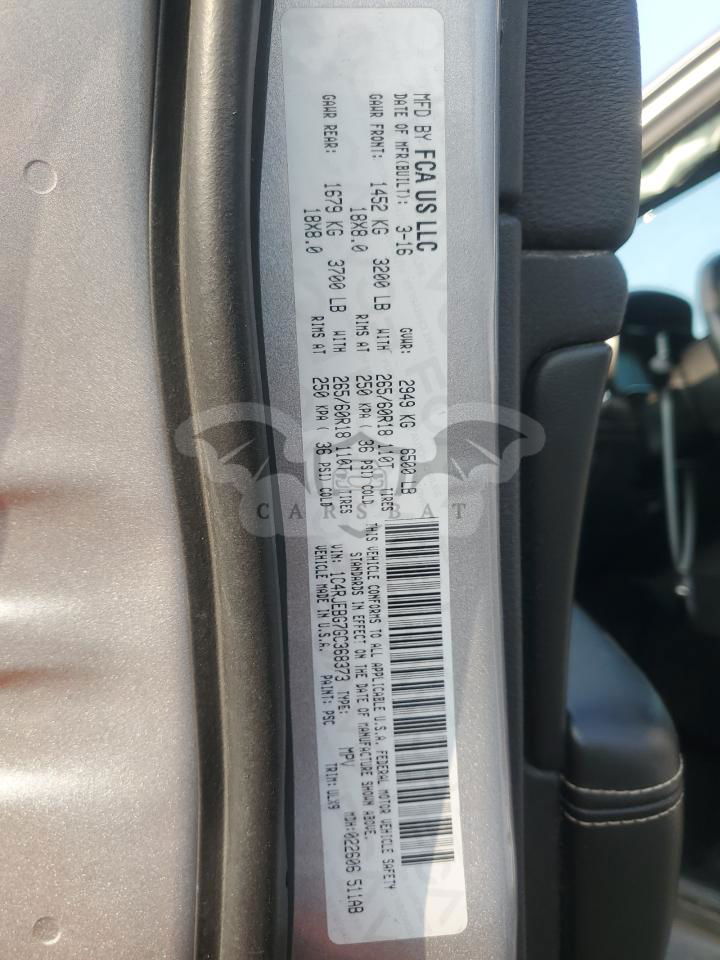 MFD BY FCA US LLC
DATE OF MFR(BUILT): 3-16 GVWR: 2949 KG 6500 LB
GAWR FRONT: 1452 KG 3200 LB WITH 265/60R18 110T TIRES
18X8.0 RIMS AT 250 KPA ( 36 PSI) COLD
GAWR REAR: 1679 KG 3700 LB WITH 265/60R18 110T TIRES
18X8.0 RIMS AT 250 KPA ( 36 PSI) COLD
THIS VEHICLE CONFORMS TO ALL APPLICABLE U.S.A. FEDERAL MOTOR VEHICLE SAFETY
STANDARDS IN EFFECT ON THE DATE OF MANUFACTURE SHOWN ABOVE.
VIN: 1C4RJEBG7GC368373 TYPE: MPV MDH:022606 511AB
VEHICLE MADE IN U.S.A. PAINT: PSC TRIM: ULX9
CARSBAT